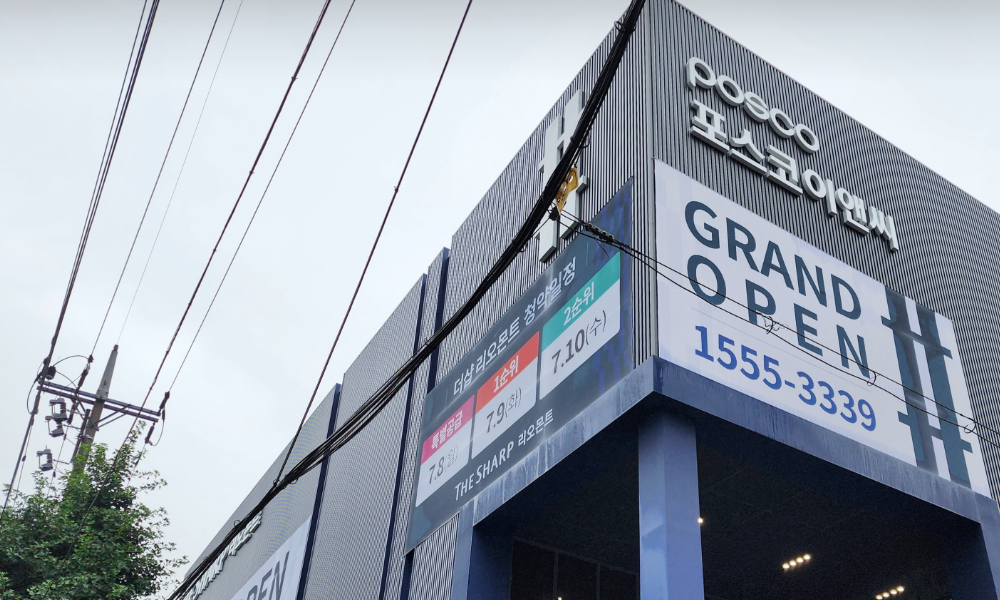 posco
포스코이앤씨
GRAND
OPEN
1555-3339
더샵 리오몬트 청약일정
특별공급
7.8(월)
1순위
7.9(화)
2순위
7.10(수)
THE SHARP 리오몬트
PEN